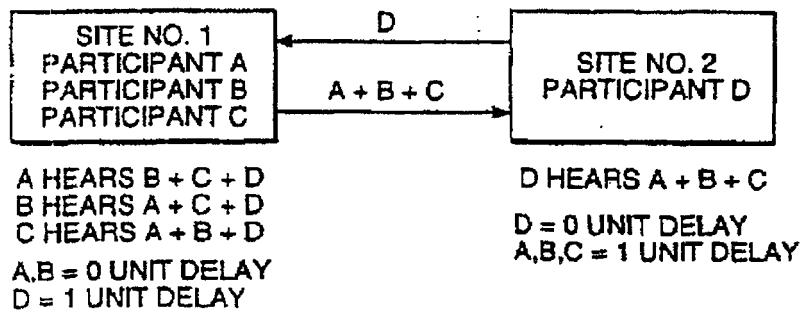 SITE NO. 1
PARTICIPANT A
PARTICIPANT B
PARTICIPANT C
D
A + B + C
SITE NO. 2
PARTICIPANT D
A HEARS B + C + D
B HEARS A + C + D
C HEARS A + B + D
A,B = 0 UNIT DELAY
D = 1 UNIT DELAY
D HEARS A + B + C
D = 0 UNIT DELAY
A,B,C = 1 UNIT DELAY